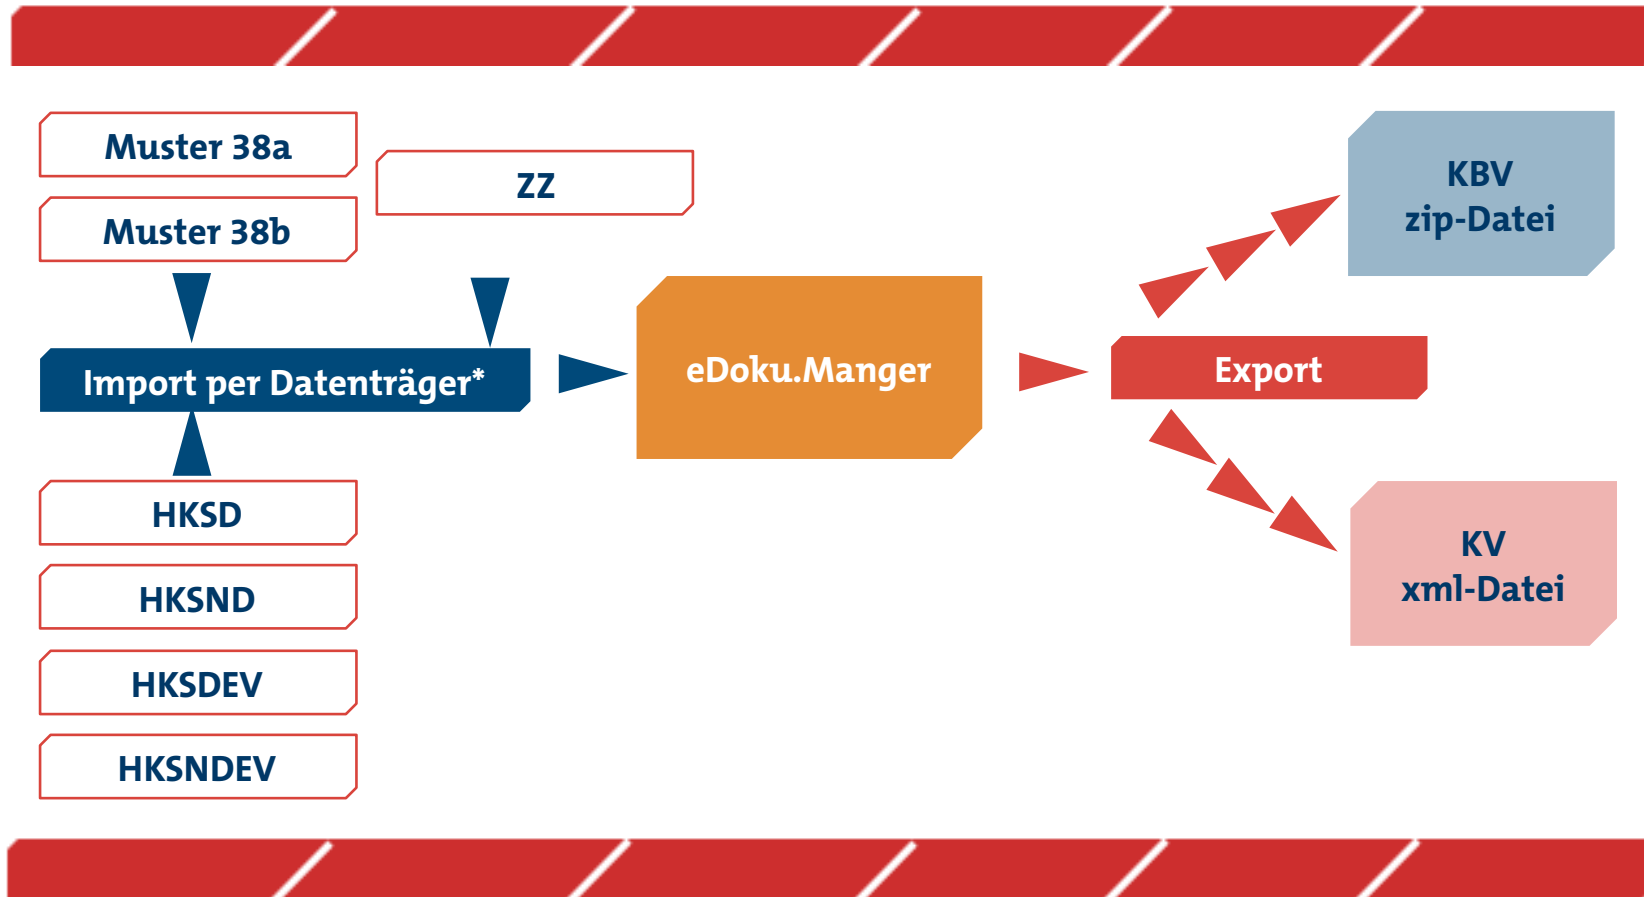 Muster 38a
ZZ
Muster 38b
Import per Datenträger*
eDoku.Manger
Export
KBV
zip-Datei
KV
xml-Datei
HKSD
HKSND
HKSDEV
HKSNDEV